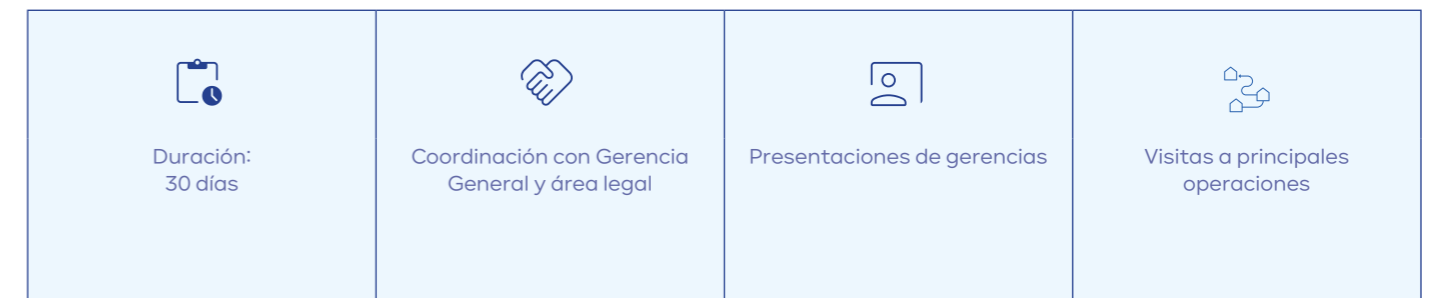 Duración:
30 días
Coordinación con Gerencia
General y área legal
Presentaciones de gerencias
Visitas a principales
operaciones